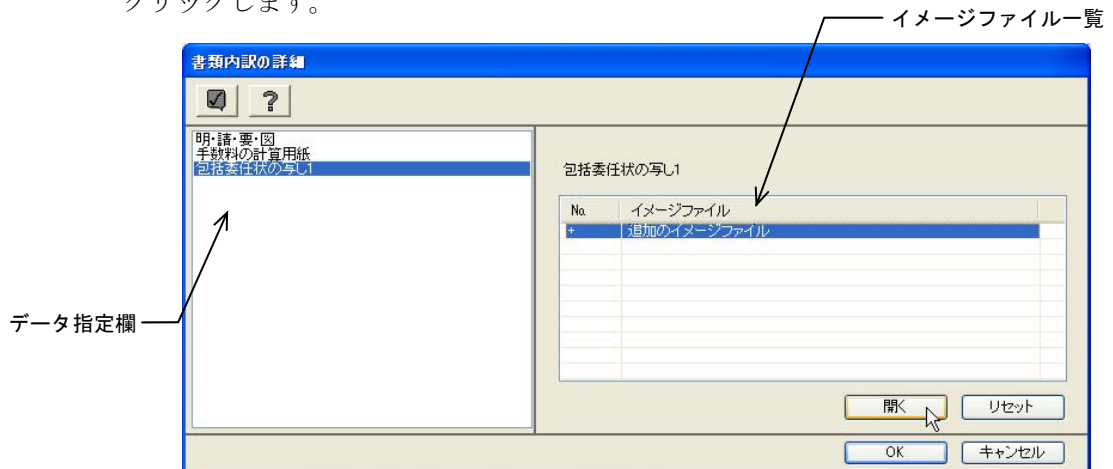 クリックします。
イメージファイル一覧
書類内訳の詳細
?
明・請・要・図
手数料の計算用紙
包括委任状の写し1
包括委任状の写し1
No. イメージファイル
+ 追加のイメージファイル
データ指定欄
開く リセット
OK キャンセル